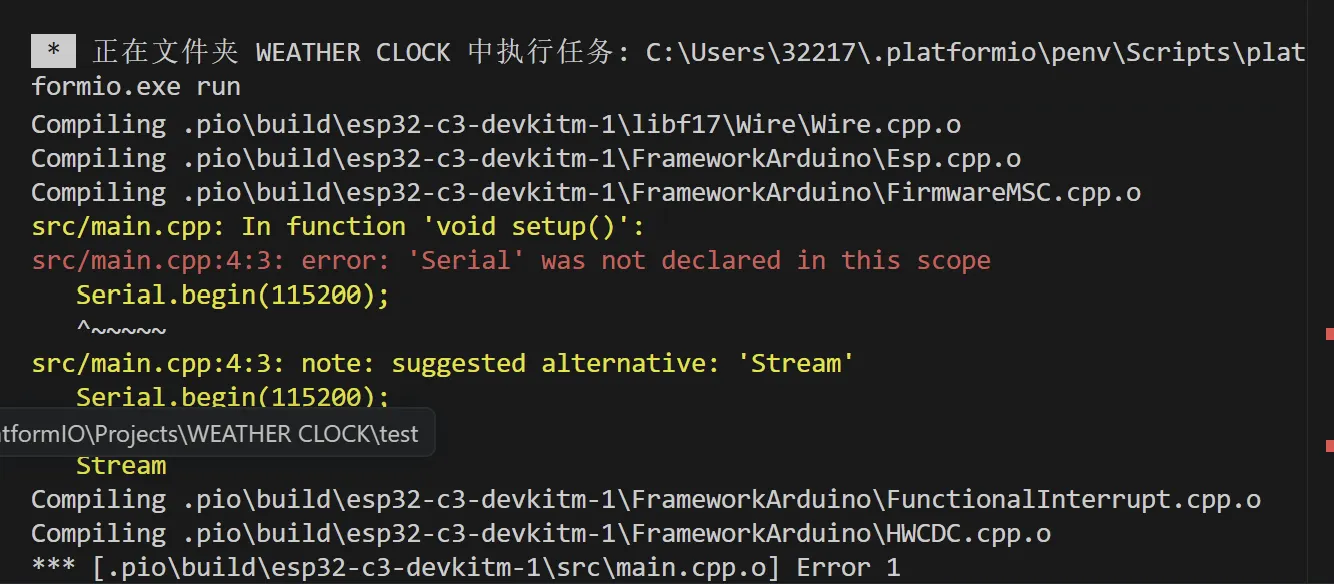 * 正在文件夹 WEATHER CLOCK 中执行任务: C:\Users\32217\.platformio\penv\Scripts\plat
formio.exe run
Compiling .pio\build\esp32-c3-devkitm-1\libf17\Wire\Wire.cpp.o
Compiling .pio\build\esp32-c3-devkitm-1\FrameworkArduino\Esp.cpp.o
Compiling .pio\build\esp32-c3-devkitm-1\FrameworkArduino\FirmwareMSC.cpp.o
src/main.cpp: In function 'void setup()':
src/main.cpp:4:3: error: 'Serial' was not declared in this scope
   Serial.begin(115200);
   ^~~~~~
src/main.cpp:4:3: note: suggested alternative: 'Stream'
   Serial.begin(115200);
tformIO\Projects\WEATHER CLOCK\test
   Stream
Compiling .pio\build\esp32-c3-devkitm-1\FrameworkArduino\FunctionalInterrupt.cpp.o
Compiling .pio\build\esp32-c3-devkitm-1\FrameworkArduino\HWCDC.cpp.o
*** [.pio\build\esp32-c3-devkitm-1\src\main.cpp.o] Error 1